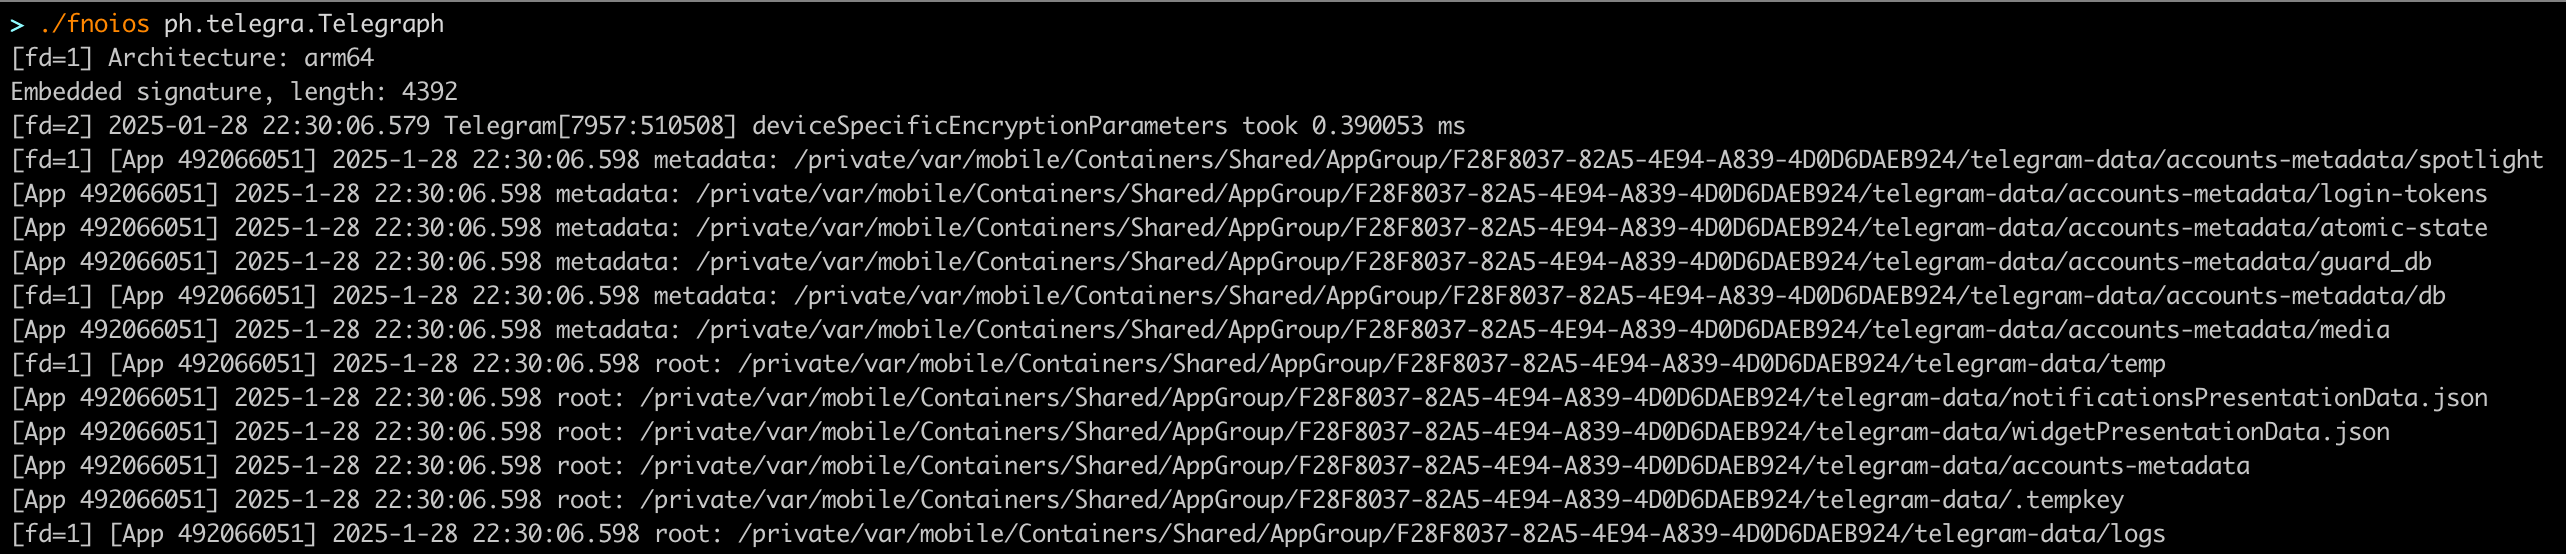 > ./fnoios ph.telegra.Telegraph
[fd=1] Architecture: arm64
Embedded signature, length: 4392
[fd=2] 2025-01-28 22:30:06.579 Telegram[7957:510508] deviceSpecificEncryptionParameters took 0.390053 ms
[fd=1] [App 492066051] 2025-1-28 22:30:06.598 metadata: /private/var/mobile/Containers/Shared/AppGroup/F28F8037-82A5-4E94-A839-4D0D6DAEB924/telegram-data/accounts-metadata/spotlight
[App 492066051] 2025-1-28 22:30:06.598 metadata: /private/var/mobile/Containers/Shared/AppGroup/F28F8037-82A5-4E94-A839-4D0D6DAEB924/telegram-data/accounts-metadata/login-tokens
[App 492066051] 2025-1-28 22:30:06.598 metadata: /private/var/mobile/Containers/Shared/AppGroup/F28F8037-82A5-4E94-A839-4D0D6DAEB924/telegram-data/accounts-metadata/atomic-state
[App 492066051] 2025-1-28 22:30:06.598 metadata: /private/var/mobile/Containers/Shared/AppGroup/F28F8037-82A5-4E94-A839-4D0D6DAEB924/telegram-data/accounts-metadata/guard_db
[fd=1] [App 492066051] 2025-1-28 22:30:06.598 metadata: /private/var/mobile/Containers/Shared/AppGroup/F28F8037-82A5-4E94-A839-4D0D6DAEB924/telegram-data/accounts-metadata/db
[App 492066051] 2025-1-28 22:30:06.598 metadata: /private/var/mobile/Containers/Shared/AppGroup/F28F8037-82A5-4E94-A839-4D0D6DAEB924/telegram-data/accounts-metadata/media
[fd=1] [App 492066051] 2025-1-28 22:30:06.598 root: /private/var/mobile/Containers/Shared/AppGroup/F28F8037-82A5-4E94-A839-4D0D6DAEB924/telegram-data/temp
[App 492066051] 2025-1-28 22:30:06.598 root: /private/var/mobile/Containers/Shared/AppGroup/F28F8037-82A5-4E94-A839-4D0D6DAEB924/telegram-data/notificationsPresentationData.json
[App 492066051] 2025-1-28 22:30:06.598 root: /private/var/mobile/Containers/Shared/AppGroup/F28F8037-82A5-4E94-A839-4D0D6DAEB924/telegram-data/widgetPresentationData.json
[App 492066051] 2025-1-28 22:30:06.598 root: /private/var/mobile/Containers/Shared/AppGroup/F28F8037-82A5-4E94-A839-4D0D6DAEB924/telegram-data/accounts-metadata
[App 492066051] 2025-1-28 22:30:06.598 root: /private/var/mobile/Containers/Shared/AppGroup/F28F8037-82A5-4E94-A839-4D0D6DAEB924/telegram-data/.tempkey
[fd=1] [App 492066051] 2025-1-28 22:30:06.598 root: /private/var/mobile/Containers/Shared/AppGroup/F28F8037-82A5-4E94-A839-4D0D6DAEB924/telegram-data/logs